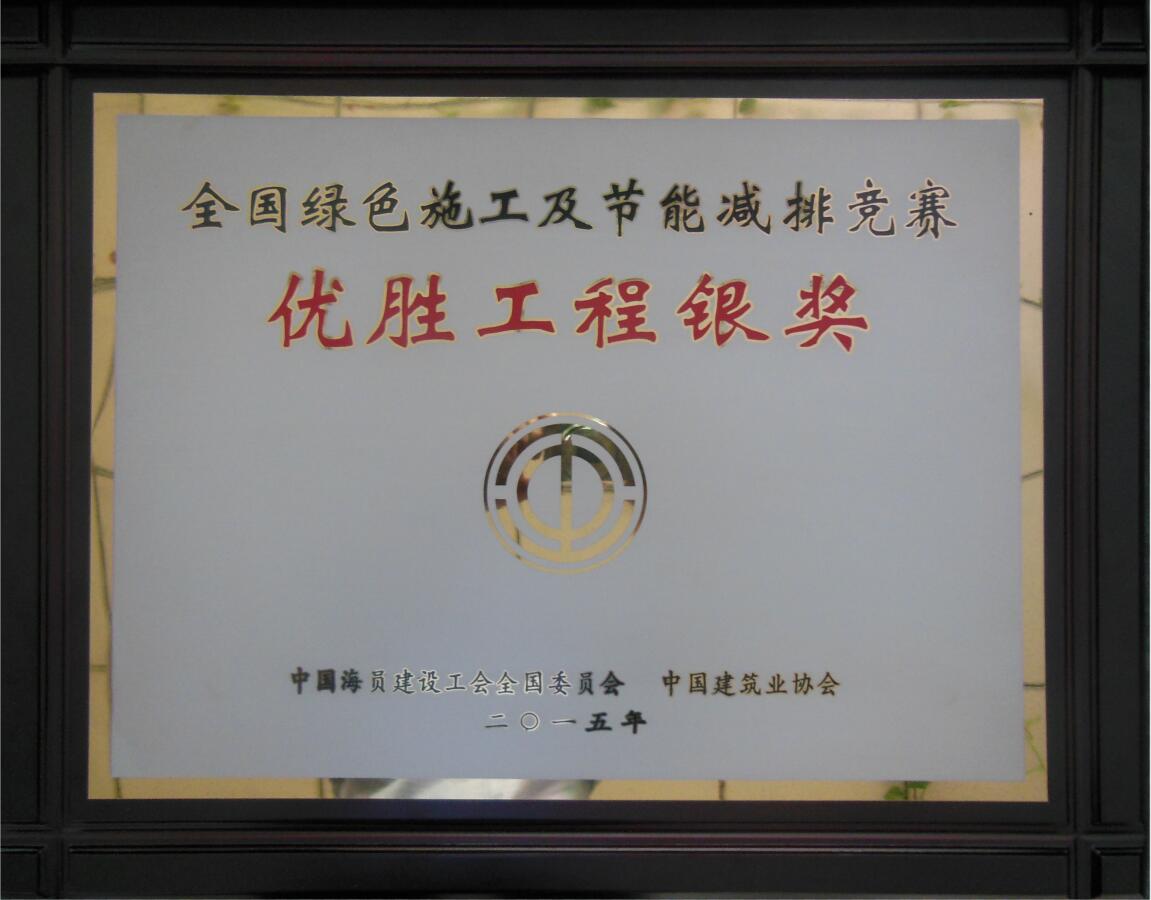 全国绿色施工及节能减排竞赛
优胜工程银奖
中国海员建设工会全国委员会 中国建筑业协会
二〇一五年